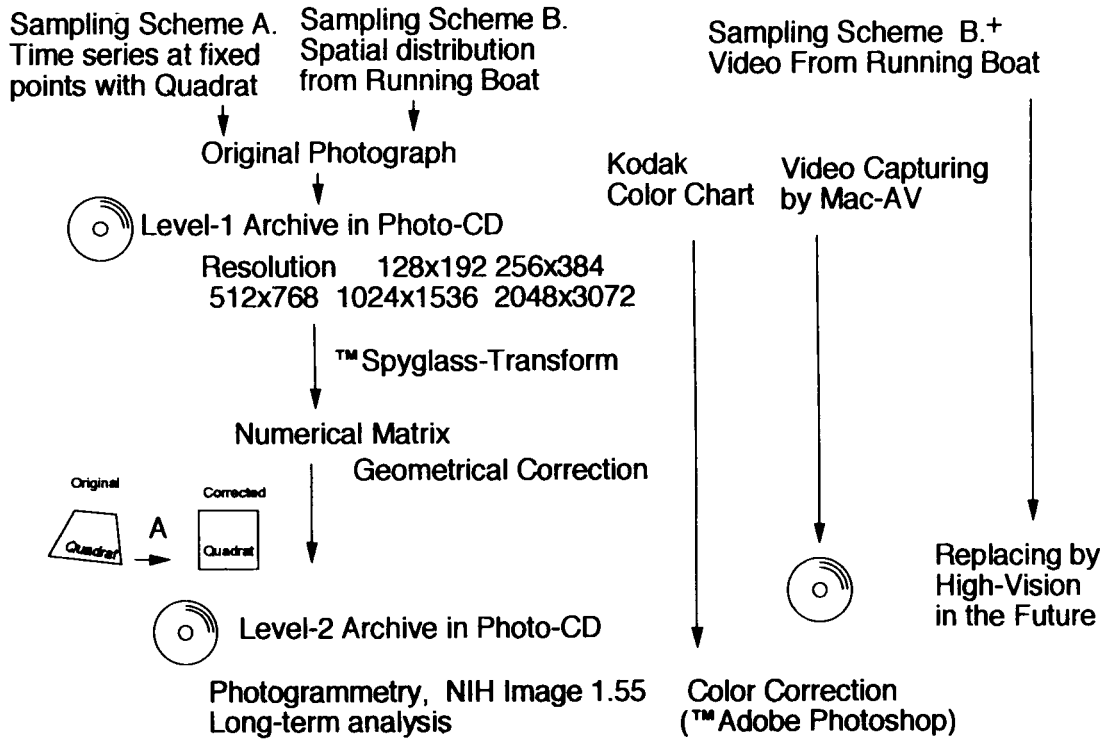 Sampling Scheme A.
Time series at fixed
points with Quadrat
Sampling Scheme B.
Spatial distribution
from Running Boat
Sampling Scheme B.+
Video From Running Boat
Original Photograph
Kodak
Color Chart
Video Capturing
by Mac-AV
Level-1 Archive in Photo-CD
Resolution 128x192 256x384
512x768 1024x1536 2048x3072
™Spyglass-Transform
Numerical Matrix
Geometrical Correction
Original
Corrected
Quadrat
A
Quadrat
Replacing by
High-Vision
in the Future
Level-2 Archive in Photo-CD
Photogrammetry, NIH Image 1.55
Long-term analysis
Color Correction
(™Adobe Photoshop)